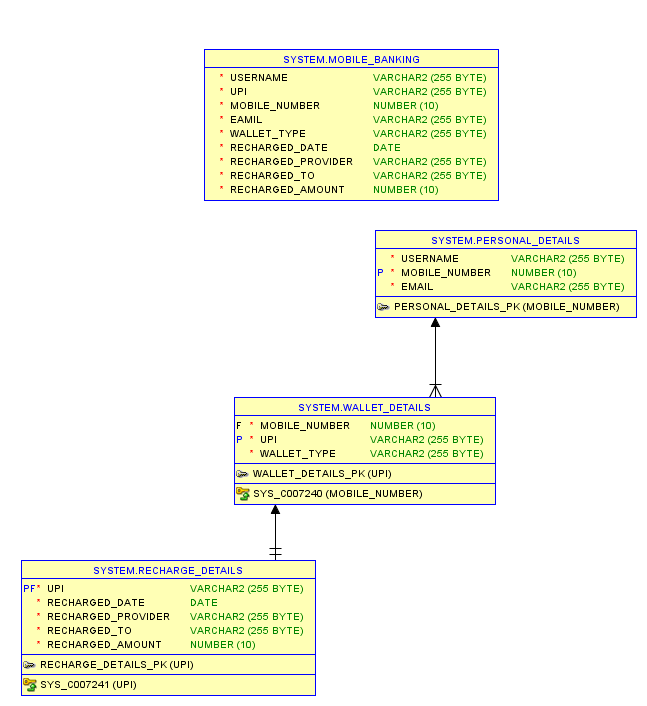 SYSTEM.MOBILE_BANKING
* USERNAME VARCHAR2 (255 BYTE)
* UPI VARCHAR2 (255 BYTE)
* MOBILE_NUMBER NUMBER (10)
* EAMIL VARCHAR2 (255 BYTE)
* WALLET_TYPE VARCHAR2 (255 BYTE)
* RECHARGED_DATE DATE
* RECHARGED_PROVIDER VARCHAR2 (255 BYTE)
* RECHARGED_TO VARCHAR2 (255 BYTE)
* RECHARGED_AMOUNT NUMBER (10)
SYSTEM.PERSONAL_DETAILS
* USERNAME VARCHAR2 (255 BYTE)
P * MOBILE_NUMBER NUMBER (10)
* EMAIL VARCHAR2 (255 BYTE)
PERSONAL_DETAILS_PK (MOBILE_NUMBER)
SYSTEM.WALLET_DETAILS
F * MOBILE_NUMBER NUMBER (10)
P * UPI VARCHAR2 (255 BYTE)
* WALLET_TYPE VARCHAR2 (255 BYTE)
WALLET_DETAILS_PK (UPI)
SYS_C007240 (MOBILE_NUMBER)
SYSTEM.RECHARGE_DETAILS
PF* UPI VARCHAR2 (255 BYTE)
* RECHARGED_DATE DATE
* RECHARGED_PROVIDER VARCHAR2 (255 BYTE)
* RECHARGED_TO VARCHAR2 (255 BYTE)
* RECHARGED_AMOUNT NUMBER (10)
RECHARGE_DETAILS_PK (UPI)
SYS_C007241 (UPI)